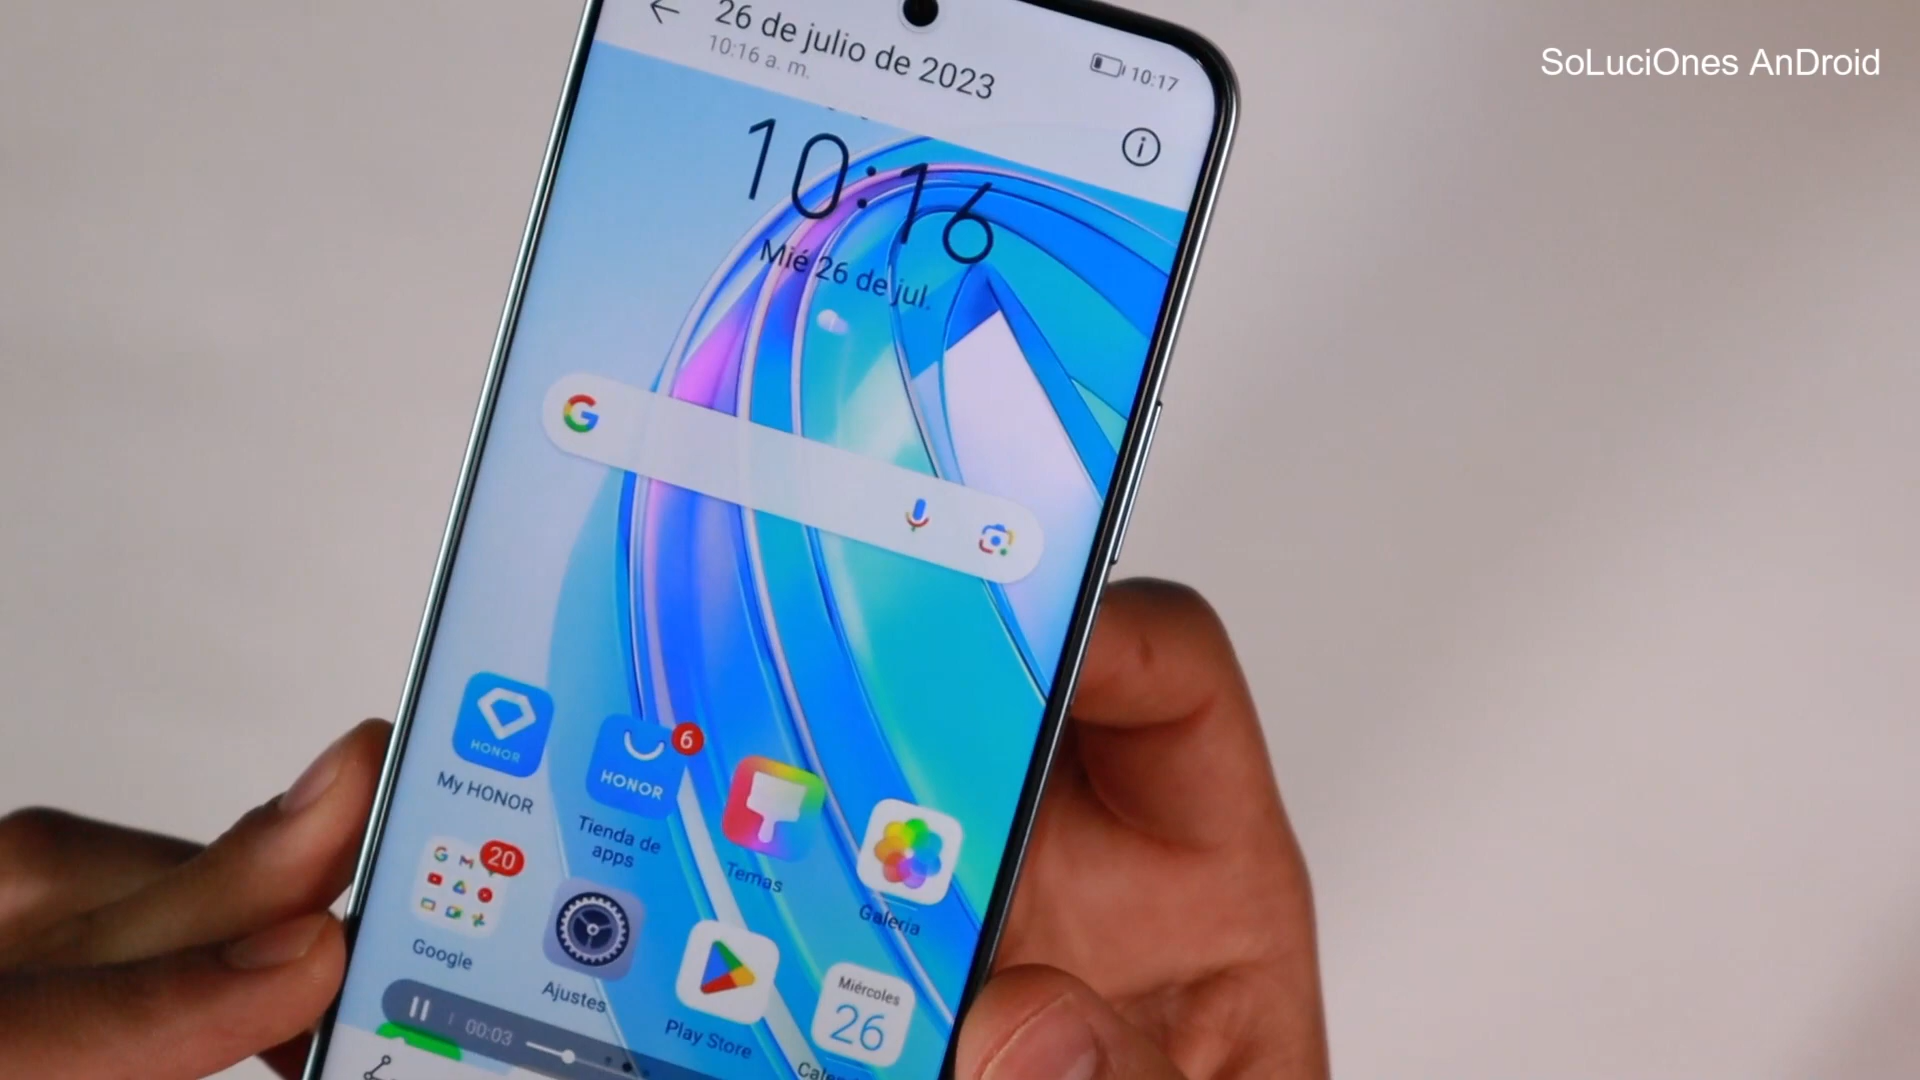 SoLuciOnes AnDroid
26 de julio de 2023
10:16 a. m.
10:17
10:16
Mié 26 de jul.
HONOR
My HONOR
HONOR
6
Tienda de
apps
Temas
Galería
20
Google
Ajustes
Play Store
Miércoles
26
00:03